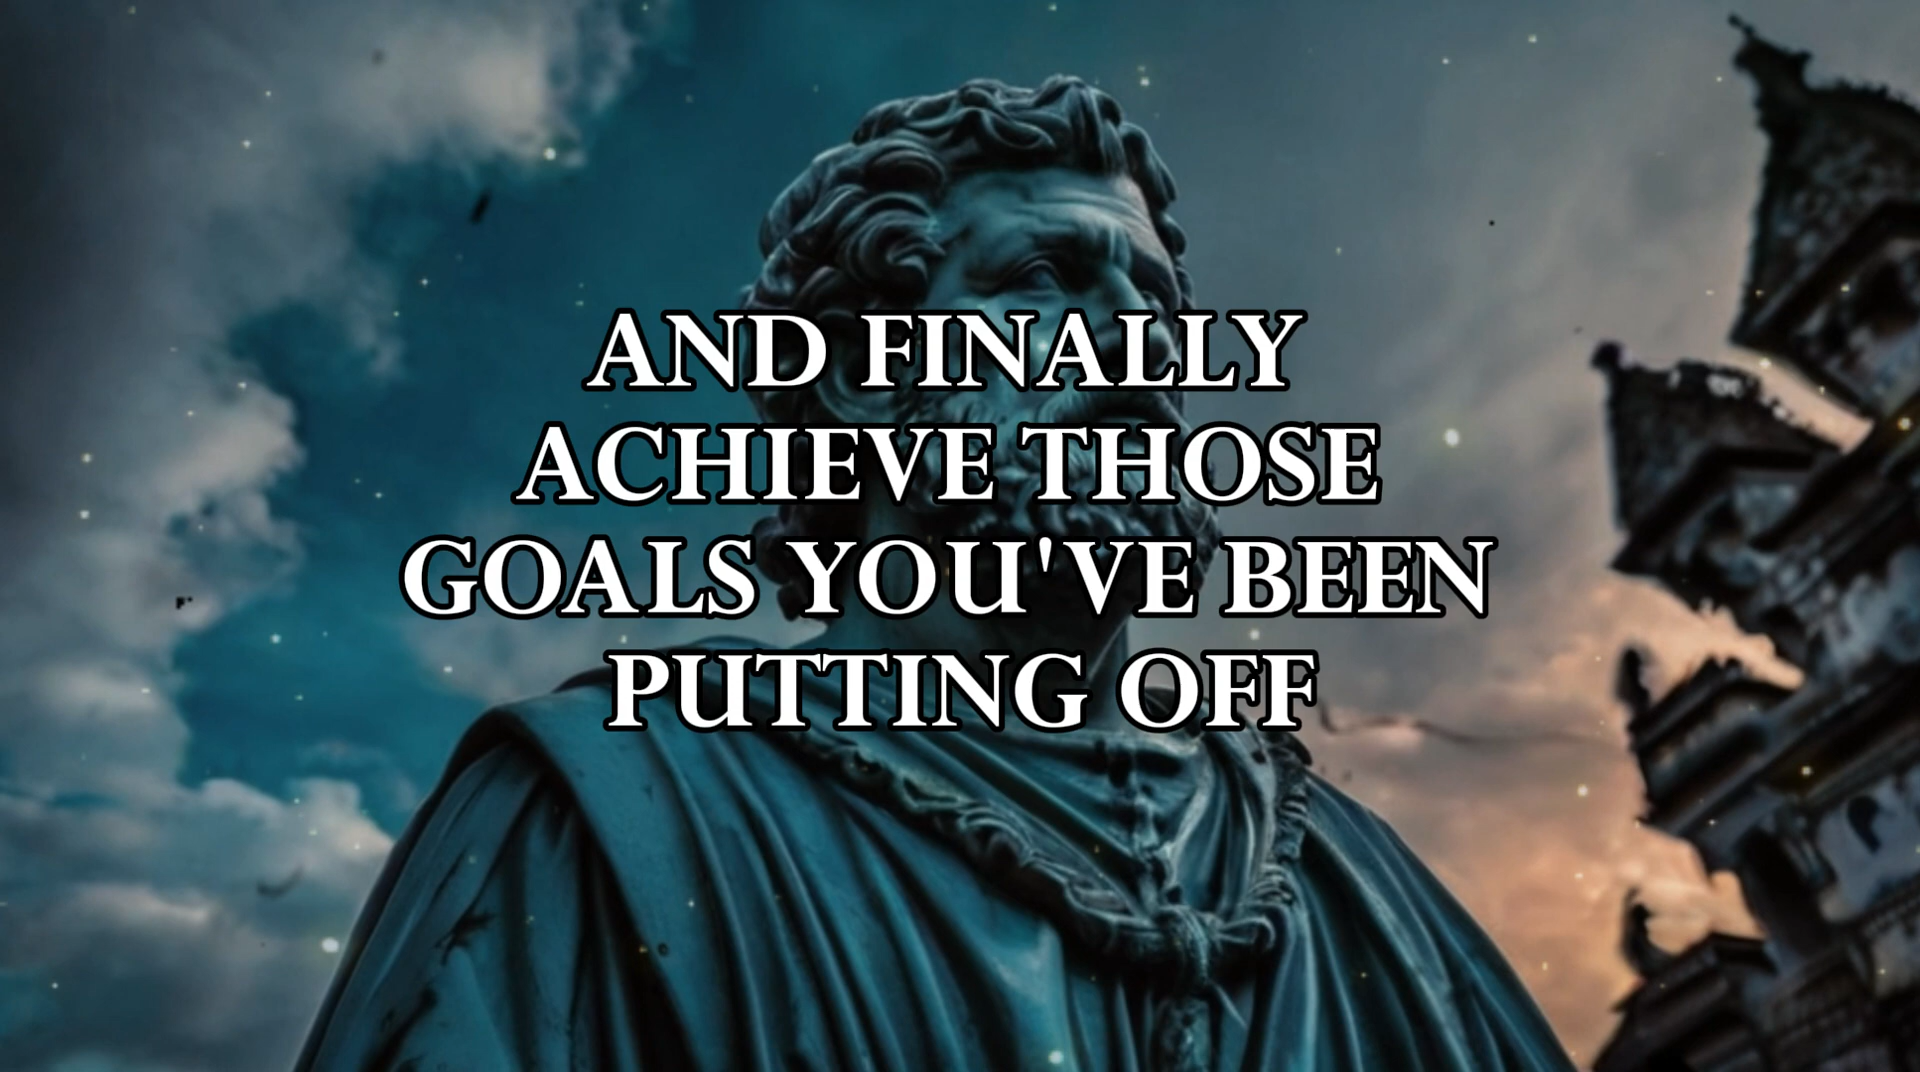 AND FINALLY
ACHIEVE THOSE
GOALS YOU'VE BEEN
PUTTING OFF